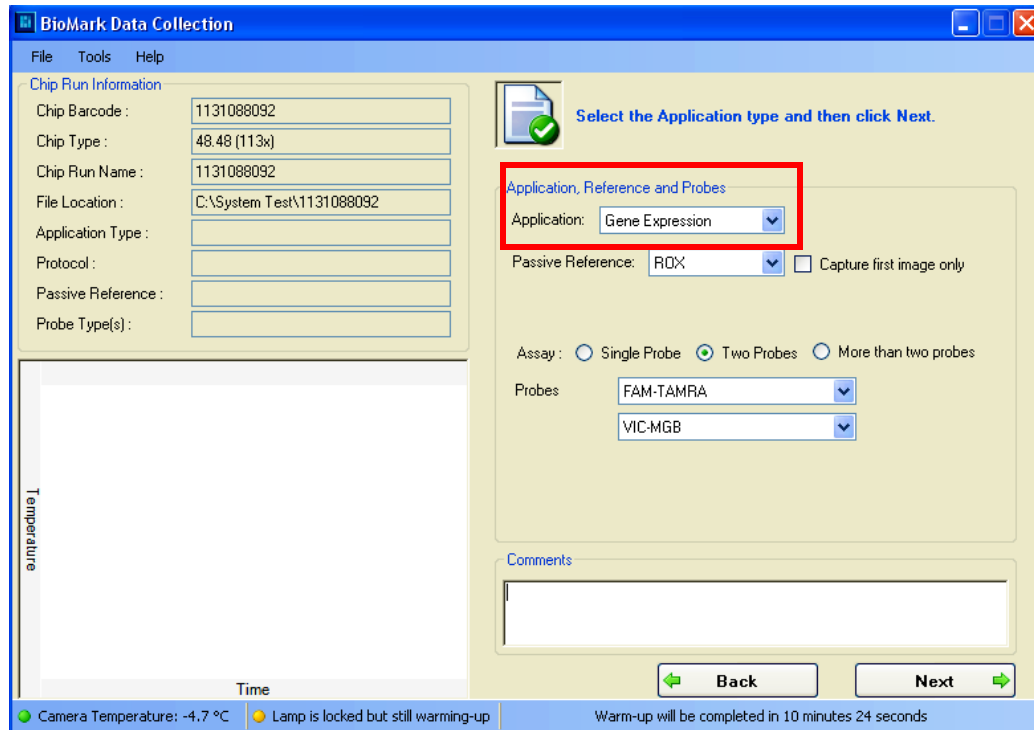 BioMark Data Collection
File Tools Help
Chip Run Information
Chip Barcode : 1131088092
Chip Type : 48.48 (113x)
Chip Run Name : 1131088092
File Location : C:\System Test\1131088092
Application Type :
Protocol :
Passive Reference :
Probe Type(s) :
Temperature
Time
Select the Application type and then click Next.
Application, Reference and Probes
Application: Gene Expression
Passive Reference: ROX Capture first image only
Assay : Single Probe Two Probes More than two probes
Probes FAM-TAMRA
VIC-MGB
Comments
Back Next
Camera Temperature: -4.7 °C Lamp is locked but still warming-up Warm-up will be completed in 10 minutes 24 seconds